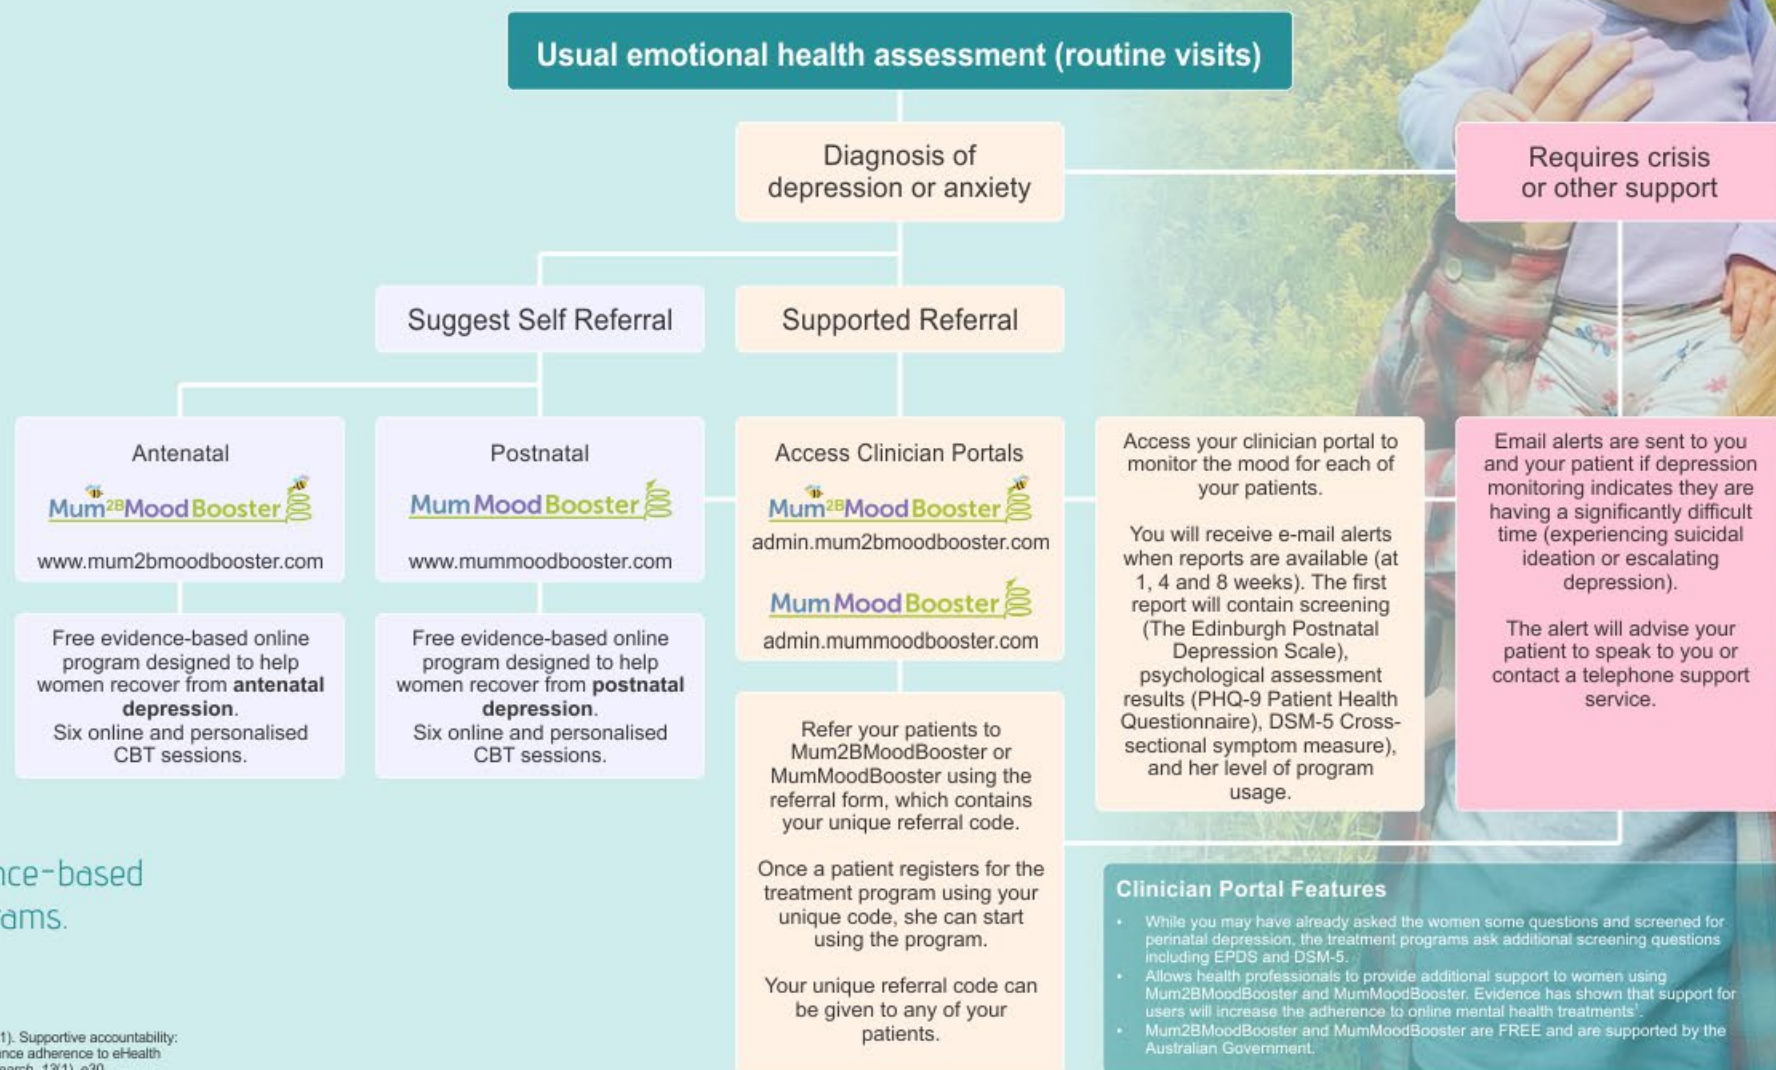 Usual emotional health assessment (routine visits)
Diagnosis of
depression or anxiety
Requires crisis
or other support
Suggest Self Referral
Supported Referral
Antenatal
Mum2BMoodBooster
www.mum2bmoodbooster.com
Free evidence-based online
program designed to help
women recover from antenatal
depression.
Six online and personalised
CBT sessions.
Postnatal
MumMoodBooster
www.mummoodbooster.com
Free evidence-based online
program designed to help
women recover from postnatal
depression.
Six online and personalised
CBT sessions.
Access Clinician Portals
Mum2BMoodBooster
admin.mum2bmoodbooster.com
MumMoodBooster
admin.mummoodbooster.com
Refer your patients to
Mum2BMoodBooster or
MumMoodBooster using the
referral form, which contains
your unique referral code.
Once a patient registers for the
treatment program using your
unique code, she can start
using the program.
Your unique referral code can
be given to any of your
patients.
Access your clinician portal to
monitor the mood for each of
your patients.
You will receive e-mail alerts
when reports are available (at
1, 4 and 8 weeks). The first
report will contain screening
(The Edinburgh Postnatal
Depression Scale),
psychological assessment
results (PHQ-9 Patient Health
Questionnaire), DSM-5 Cross-
sectional symptom measure),
and her level of program
usage.
Email alerts are sent to you
and your patient if depression
monitoring indicates they are
having a significantly difficult
time (experiencing suicidal
ideation or escalating
depression).
The alert will advise your
patient to speak to you or
contact a telephone support
service.
nce-based
rams.
1). Supportive accountability:
nce adherence to eHealth
earch, 13(1), e30
Clinician Portal Features
• While you may have already asked the women some questions and screened for
perinatal depression, the treatment programs ask additional screening questions
including EPDS and DSM-5.
• Allows health professionals to provide additional support to women using
Mum2BMoodBooster and MumMoodBooster. Evidence has shown that support for
users will increase the adherence to online mental health treatments¹.
• Mum2BMoodBooster and MumMoodBooster are FREE and are supported by the
Australian Government.